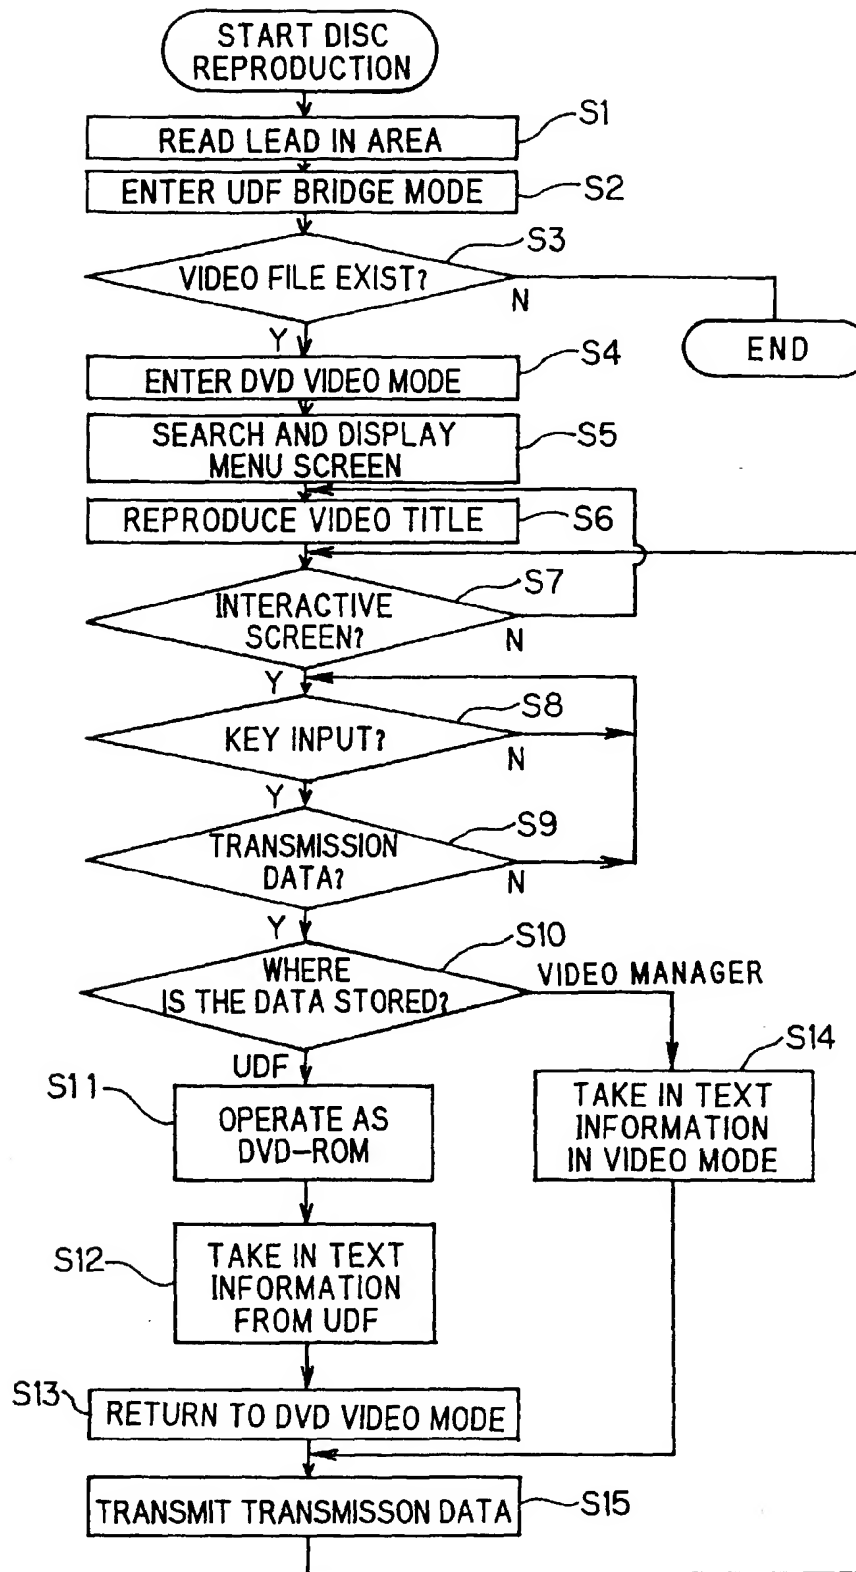 START DISC
REPRODUCTION
S1
READ LEAD IN AREA
ENTER UDF BRIDGE MODE
S2
S3
VIDEO FILE EXIST?
N
Y
END
S4
ENTER DVD VIDEO MODE
SEARCH AND DISPLAY
MENU SCREEN
S5
REPRODUCE VIDEO TITLE
S6
S7
INTERACTIVE
SCREEN?
N
Y
S8
KEY INPUT?
N
Y
S9
TRANSMISSION
DATA?
N
Y
S10
WHERE
IS THE DATA STORED?
VIDEO MANAGER
UDF
S11
OPERATE AS
DVD-ROM
S14
TAKE IN TEXT
INFORMATION
IN VIDEO MODE
S12
TAKE IN TEXT
INFORMATION
FROM UDF
S13
RETURN TO DVD VIDEO MODE
TRANSMIT TRANSMISSON DATA
S15